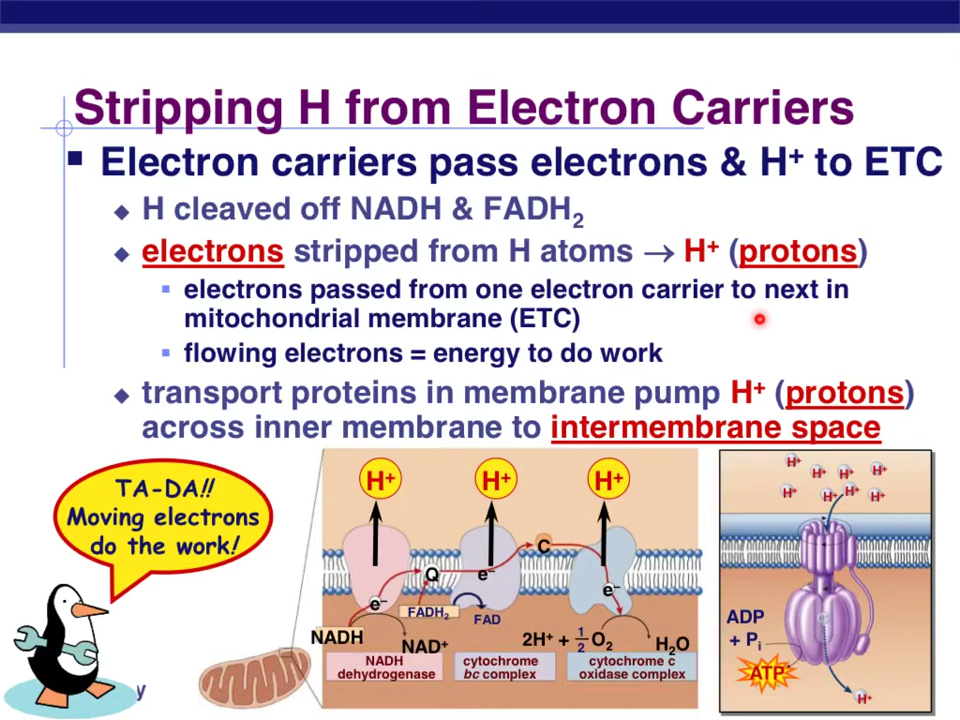 Stripping H from Electron Carriers
Electron carriers pass electrons & H+ to ETC
H cleaved off NADH & FADH2
electrons stripped from H atoms → H+ (protons)
electrons passed from one electron carrier to next in
mitochondrial membrane (ETC)
flowing electrons = energy to do work
transport proteins in membrane pump H+ (protons)
across inner membrane to intermembrane space
TA-DA!!
Moving electrons
do the work!
H+ H+ H+
C
Q e–
e– e–
FADH2 FAD
NADH NAD+ 2H+ + 1/2 O2 H2O
NADH
dehydrogenase
cytochrome
bc complex
cytochrome c
oxidase complex
H+
H+ H+ H+
H+ H+ H+ H+
ADP
+ Pi
ATP
H+
y